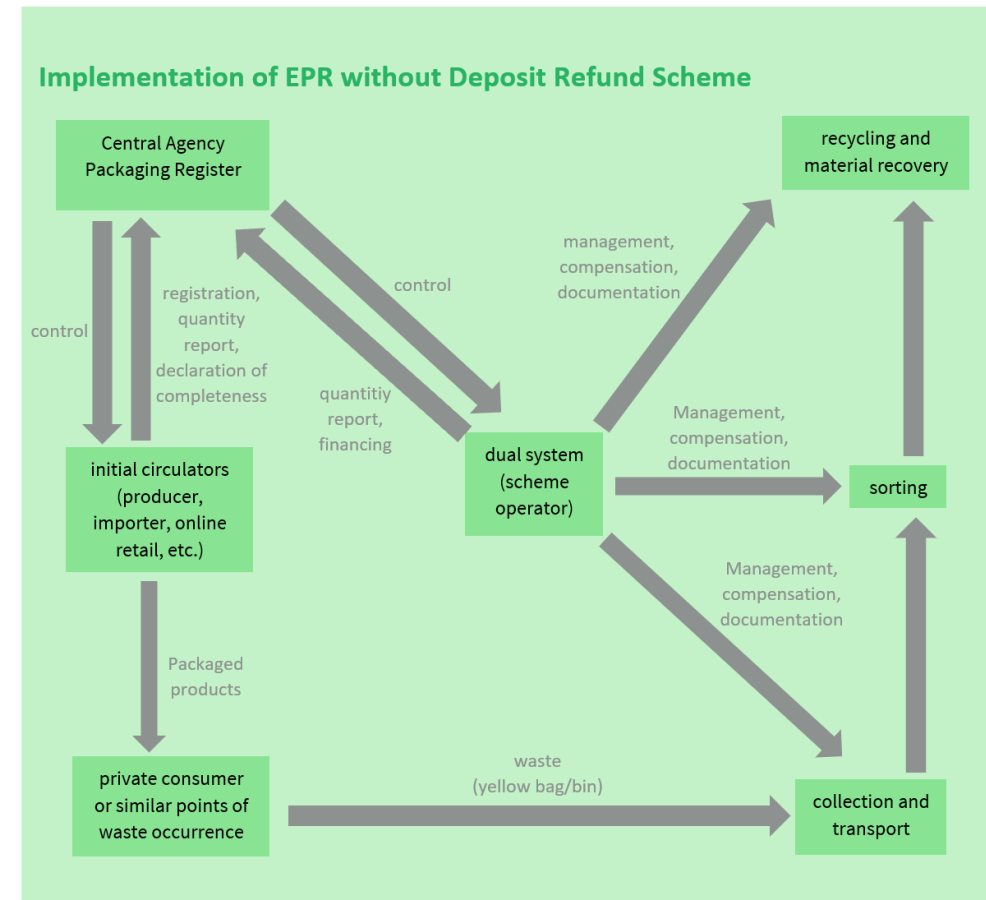 Implementation of EPR without Deposit Refund Scheme
Central Agency
Packaging Register
recycling and
material recovery
management,
compensation,
documentation
control
registration,
quantity
report,
declaration of
completeness
control
quantitiy
report,
financing
Management,
compensation,
documentation
dual system
(scheme
operator)
sorting
initial circulators
(producer,
importer, online
retail, etc.)
Management,
compensation,
documentation
Packaged
products
waste
(yellow bag/bin)
private consumer
or similar points of
waste occurrence
collection and
transport